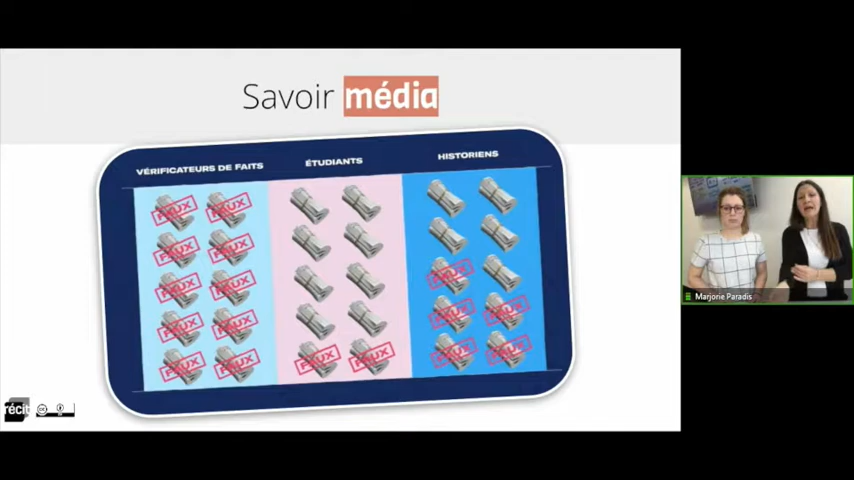 Savoir média
VÉRIFICATEURS DE FAITS ÉTUDIANTS HISTORIENS
FAUX FAUX
FAUX FAUX
FAUX FAUX FAUX
FAUX FAUX FAUX FAUX
FAUX FAUX FAUX FAUX FAUX FAUX
Marjorie Paradis
récit